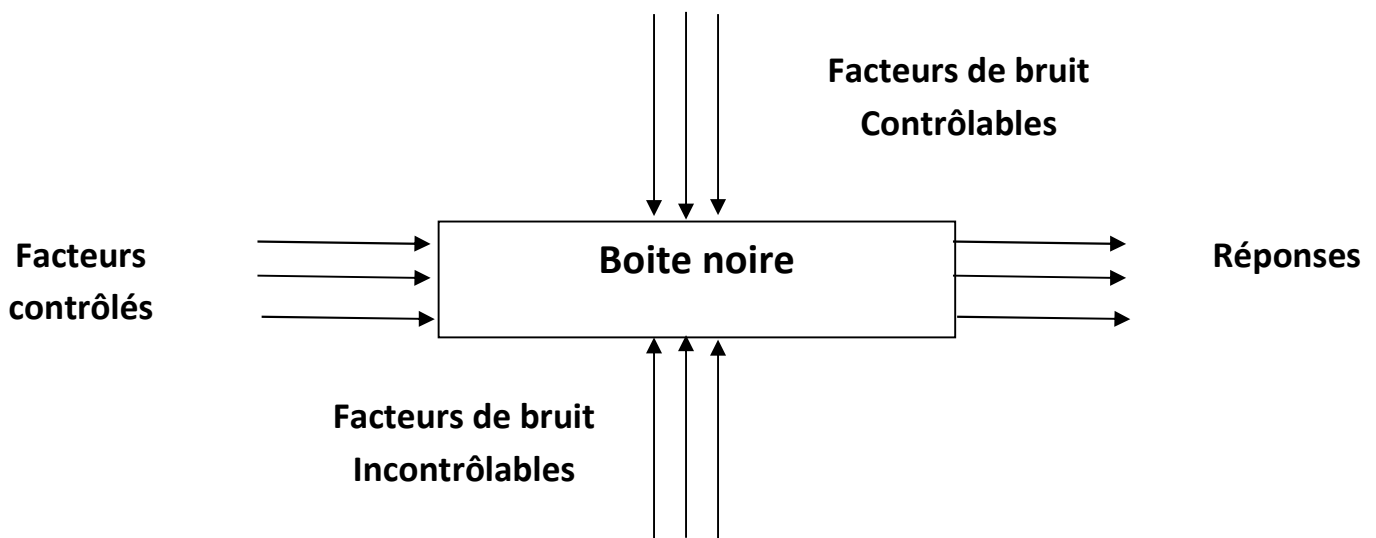 Facteurs de bruit
Contrôlables
Facteurs
contrôlés
Boite noire
Réponses
Facteurs de bruit
Incontrôlables